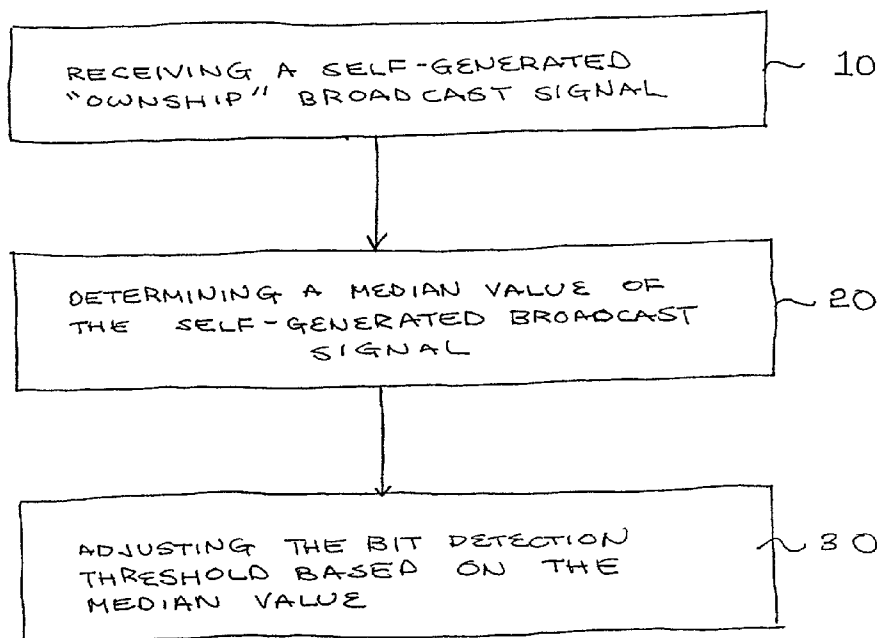 RECEIVING A SELF-GENERATED
"OWNSHIP" BROADCAST SIGNAL
10
DETERMINING A MEDIAN VALUE OF
THE SELF-GENERATED BROADCAST
SIGNAL
20
ADJUSTING THE BIT DETECTION
THRESHOLD BASED ON THE
MEDIAN VALUE
30